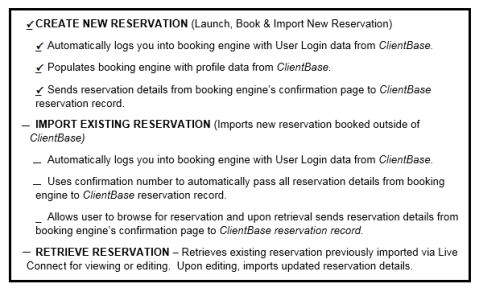 ✓ CREATE NEW RESERVATION (Launch, Book & Import New Reservation)
✓ Automatically logs you into booking engine with User Login data from ClientBase.
✓ Populates booking engine with profile data from ClientBase.
✓ Sends reservation details from booking engine's confirmation page to ClientBase
reservation record.
_ IMPORT EXISTING RESERVATION (Imports new reservation booked outside of
ClientBase)
_ Automatically logs you into booking engine with User Login data from ClientBase.
_ Uses confirmation number to automatically pass all reservation details from booking
engine to ClientBase reservation record.
_ Allows user to browse for reservation and upon retrieval sends reservation details from
booking engine's confirmation page to ClientBase reservation record.
_ RETRIEVE RESERVATION – Retrieves existing reservation previously imported via Live
Connect for viewing or editing. Upon editing, imports updated reservation details.